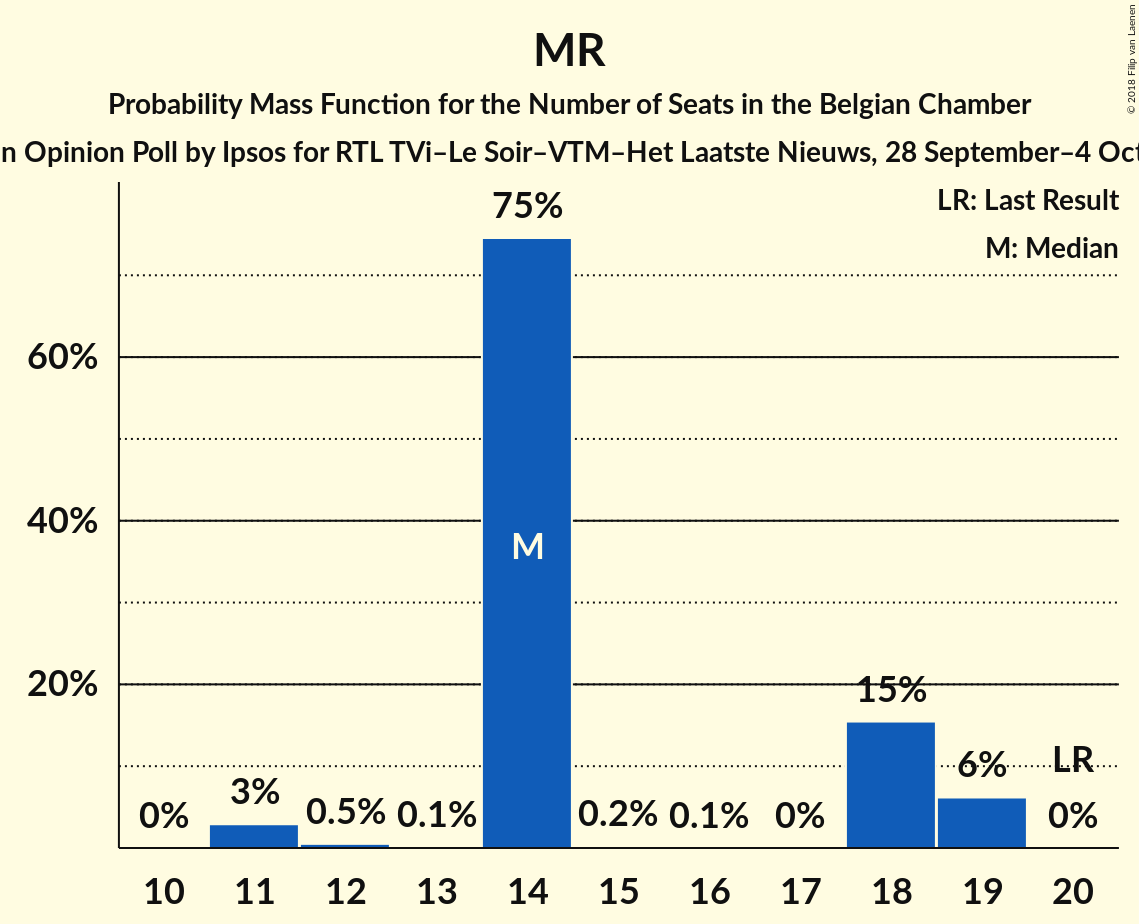 MR
Probability Mass Function for the Number of Seats in the Belgian Chamber
n Opinion Poll by Ipsos for RTL TVi–Le Soir–VTM–Het Laatste Nieuws, 28 September–4 Oct
© 2018 Filip van Laenen
LR: Last Result
M: Median
75%
60%
40%
M
20%
15%
6%
LR
0%
3%
0.5%
0.1%
0.2%
0.1%
0%
0%
10 11 12 13 14 15 16 17 18 19 20